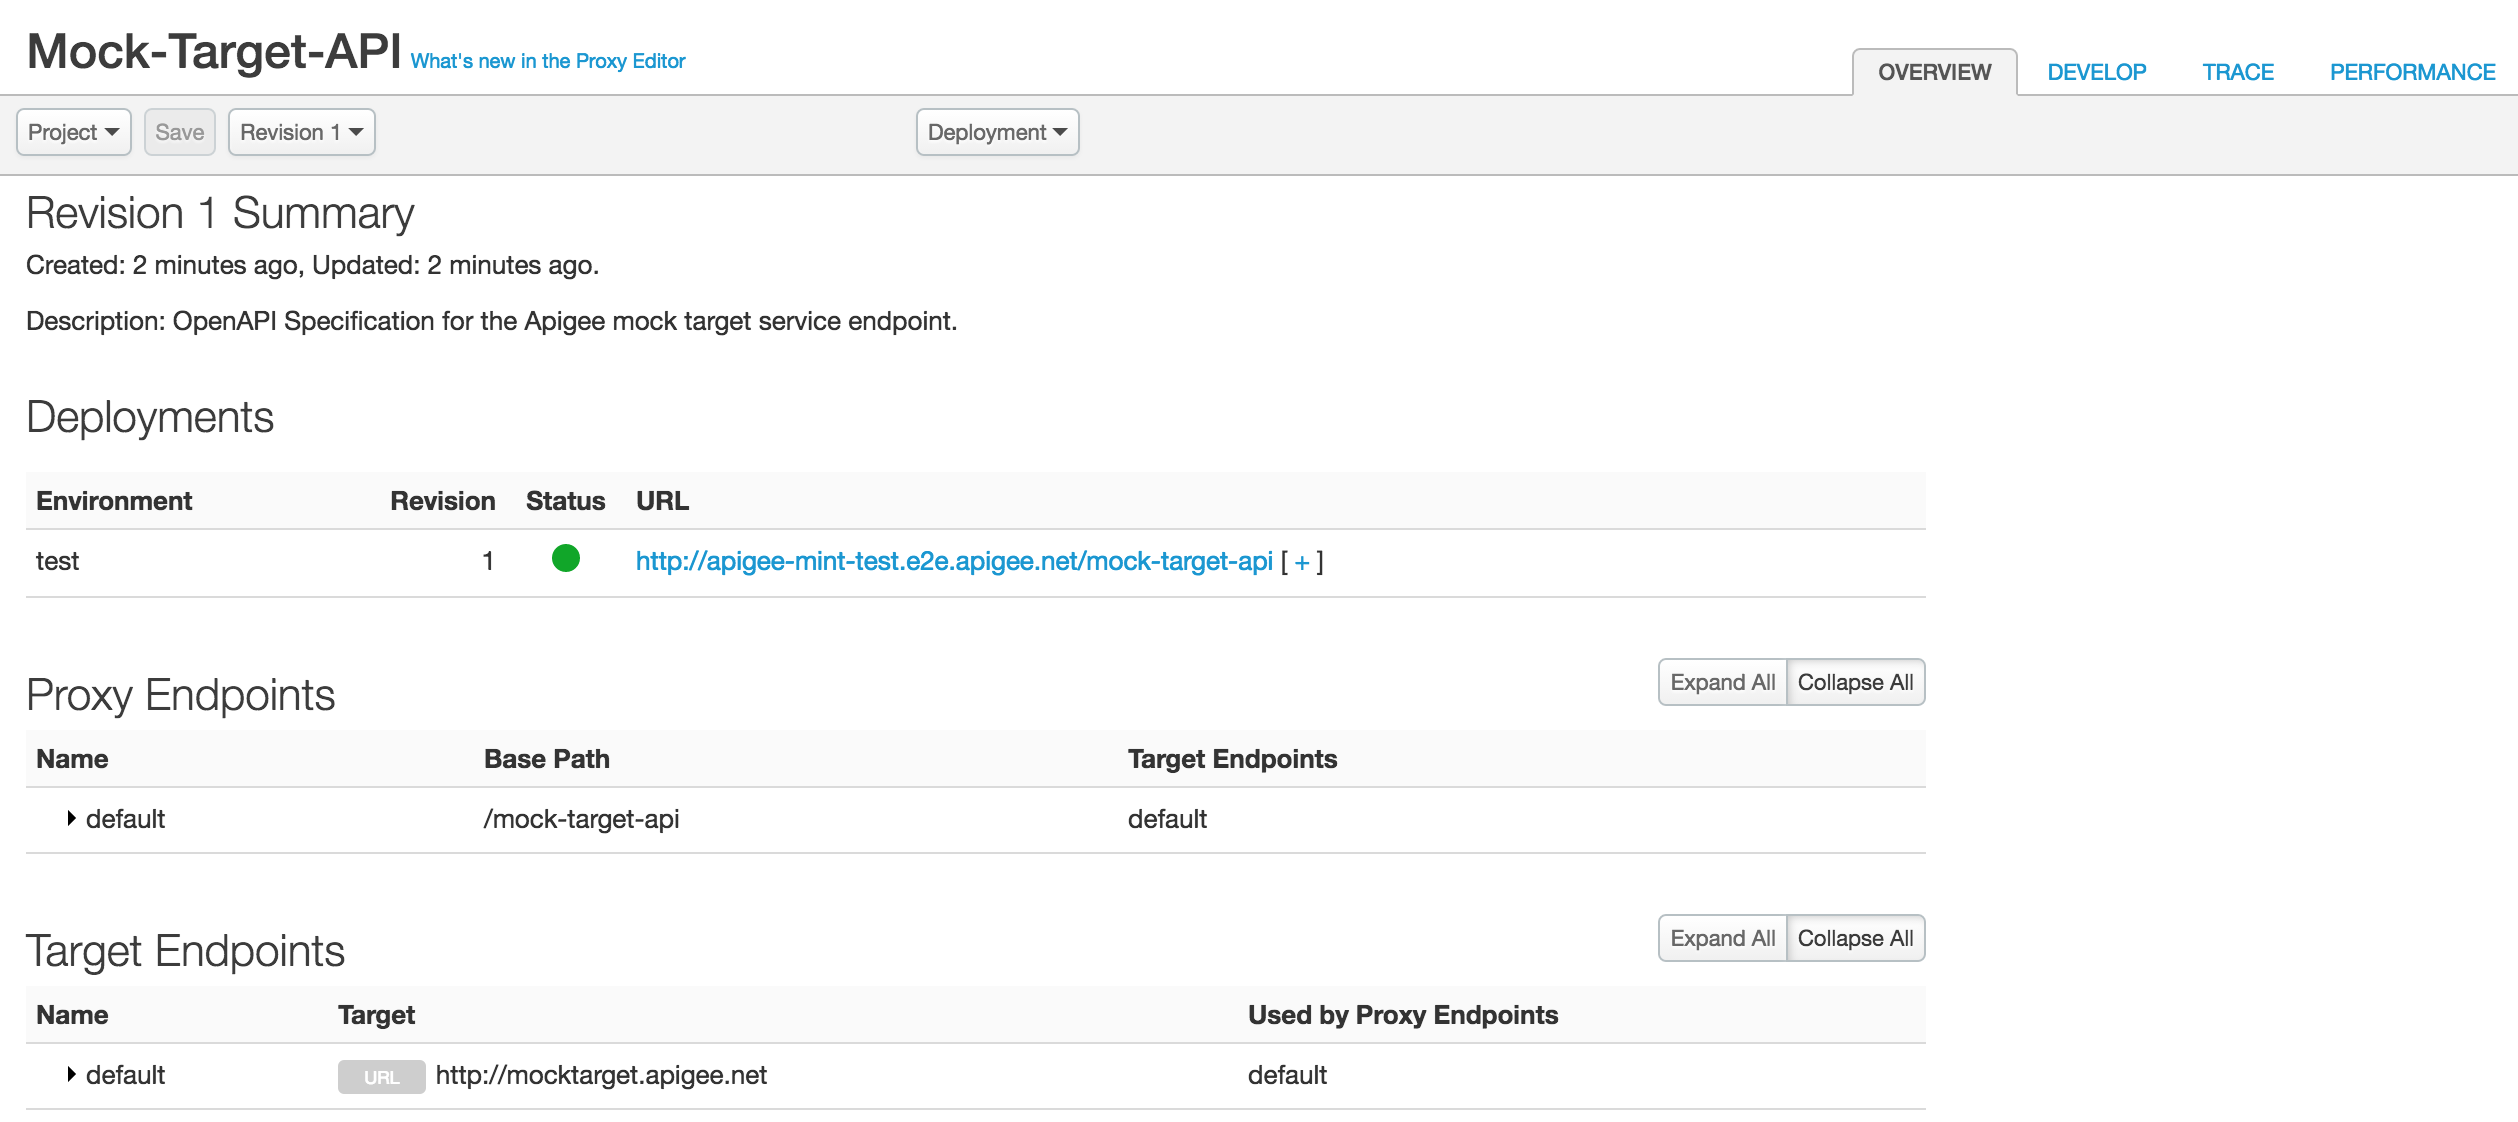 Mock-Target-API What's new in the Proxy Editor
OVERVIEW DEVELOP TRACE PERFORMANCE
Project Save Revision 1 Deployment
Revision 1 Summary
Created: 2 minutes ago, Updated: 2 minutes ago.
Description: OpenAPI Specification for the Apigee mock target service endpoint.
Deployments
Environment Revision Status URL
test 1 http://apigee-mint-test.e2e.apigee.net/mock-target-api [ + ]
Proxy Endpoints Expand All Collapse All
Name Base Path Target Endpoints
default /mock-target-api default
Target Endpoints Expand All Collapse All
Name Target Used by Proxy Endpoints
default URL http://mocktarget.apigee.net default